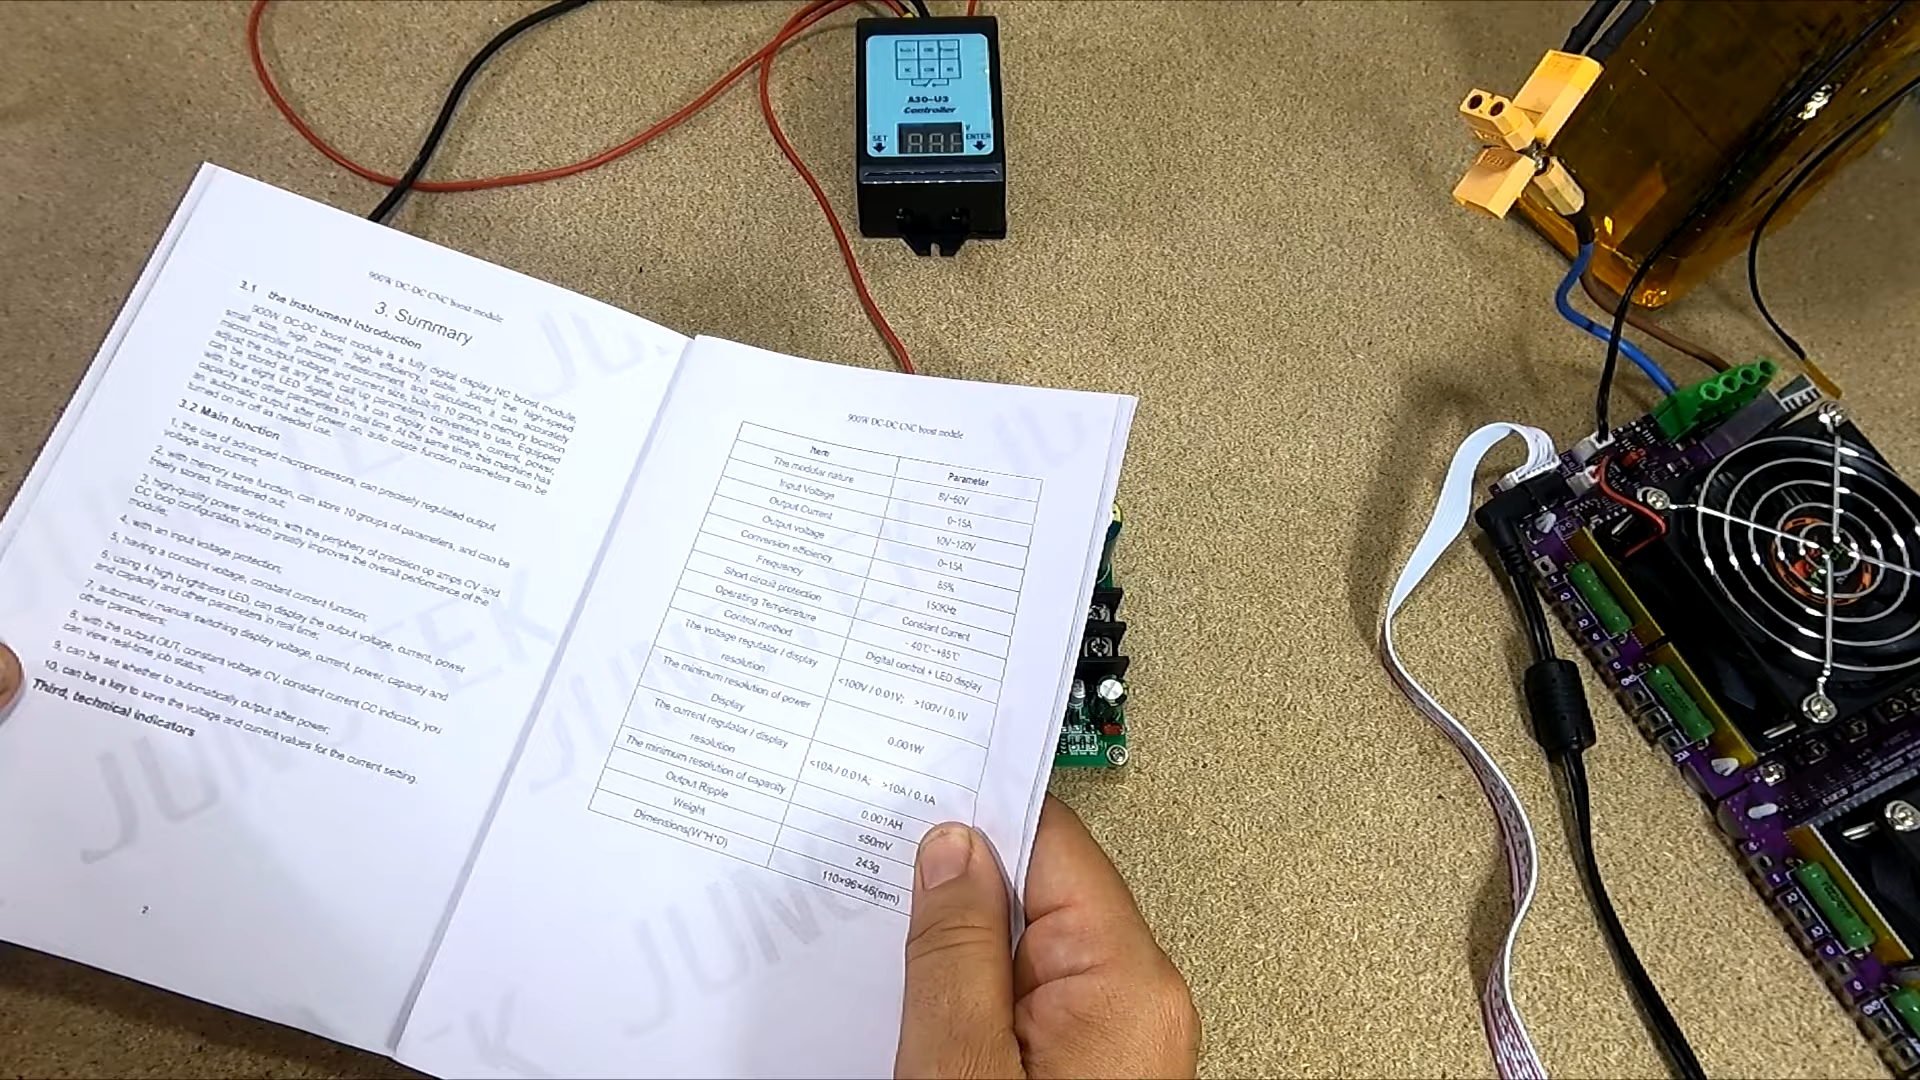 A30-U3
Controller
SET
V
ENTER
900W DC-DC CNC boost module
3. Summary
3.1 the instrument introduction
900W DC-DC boost module is a fully digital display NC boost module,
small size, high power, high efficiency, stable. Joined the high-speed
microcontroller precision measurement and calculation, it can accurately
adjust the output voltage and current size, built-in 10 groups memory location
can be stored at any time, call up parameters, convenient to use. Equipped
with four eight LED digital tube, it can display the voltage, current, power,
capacity and other parameters in real time. At the same time, this machine has
an automatic output after power on, auto rotate function parameters can be
turned on or off as needed use.
3.2 Main function
1, the use of advanced microprocessors, can precisely regulated output
voltage and current;
2, with memory save function, can store 10 groups of parameters, and can be
freely stored, transferred out;
3, high-quality power devices, with the periphery of precision op amps CV and
CC loop configuration, which greatly improves the overall performance of the
module;
4, with an input voltage protection;
5, having a constant voltage, constant current function;
6, using 4 high brightness LED, can display the output voltage, current, power
and capacity and other parameters in real time;
7, automatic / manual switching display voltage, current, power, capacity and
other parameters;
8, with the output OUT, constant voltage CV, constant current CC indicator, you
can view real-time job status;
9, can be set whether to automatically output after power;
10, can be a key to save the voltage and current values for the current setting.
Third, technical indicators
2
900W DC-DC CNC boost module
Item Parameter
The modular nature
Input Voltage 8V~60V
Output Current 0~15A
Output voltage 10V~120V
Conversion efficiency 0~15A
Frequency 85%
Short circuit protection 150KHz
Operating Temperature Constant Current
Control method -40℃~+85℃
The voltage regulator / display Digital control + LED display
resolution <100V / 0.01V; >100V / 0.1V
The minimum resolution of power
Display 0.001W
The current regulator / display
resolution <10A / 0.01A; >10A / 0.1A
The minimum resolution of capacity 0.001AH
Output Ripple ≤50mV
Weight 243g
Dimensions(W*H*D) 110×96×46(mm)
JUNTEK